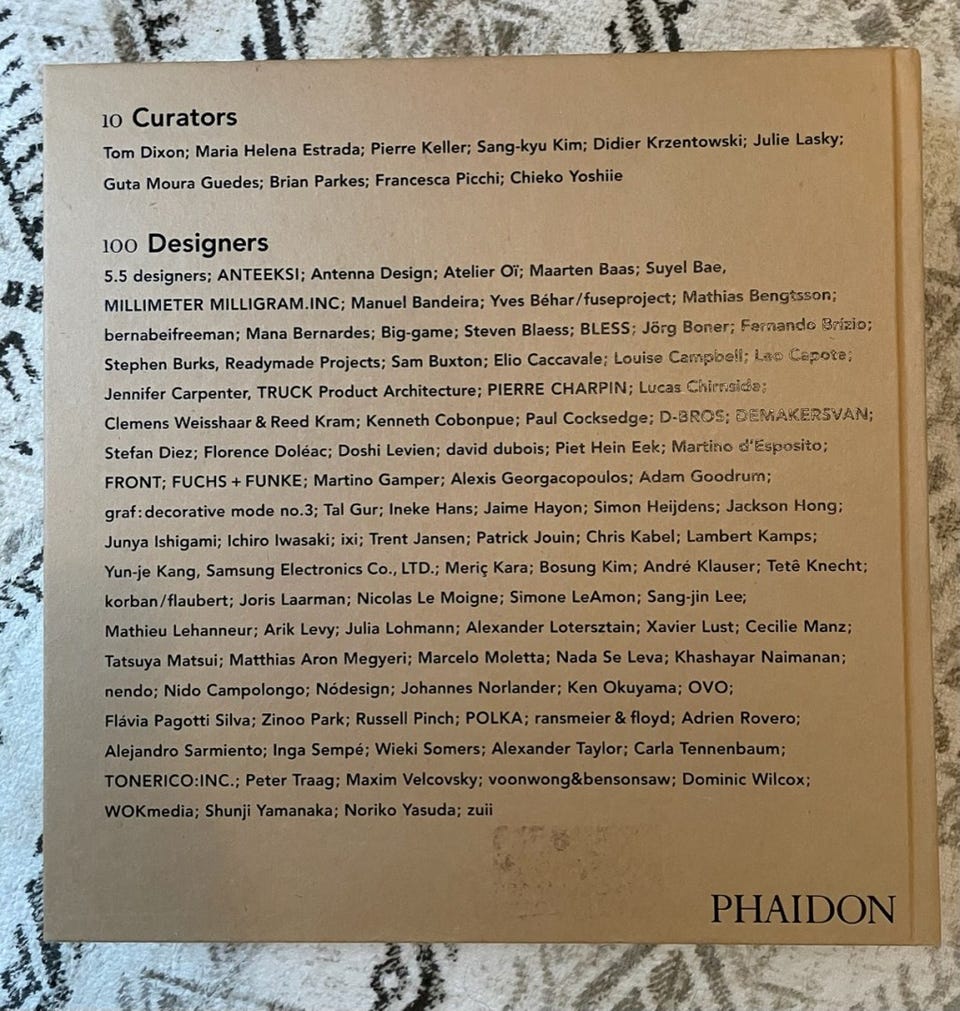 10 Curators
Tom Dixon; Maria Helena Estrada; Pierre Keller; Sang-kyu Kim; Didier Krzentowski; Julie Lasky;
Guta Moura Guedes; Brian Parkes; Francesca Picchi; Chieko Yoshiie
100 Designers
5.5 designers; ANTEEKSI; Antenna Design; Atelier Oï; Maarten Baas; Suyel Bae,
MILLIMETER MILLIGRAM.INC; Manuel Bandeira; Yves Béhar/fuseproject; Mathias Bengtsson;
bernabeifreeman; Mana Bernardes; Big-game; Steven Blaess; BLESS; Jörg Boner; Fernando Brízio;
Stephen Burks, Readymade Projects; Sam Buxton; Elio Caccavale; Louise Campbell; Leo Capote;
Jennifer Carpenter, TRUCK Product Architecture; PIERRE CHARPIN; Lucas Chirnside;
Clemens Weisshaar & Reed Kram; Kenneth Cobonpue; Paul Cocksedge; D-BROS; DEMAKERSVAN;
Stefan Diez; Florence Doléac; Doshi Levien; david dubois; Piet Hein Eek; Martino d'Esposito;
FRONT; FUCHS + FUNKE; Martino Gamper; Alexis Georgacopoulos; Adam Goodrum;
graf: decorative mode no.3; Tal Gur; Ineke Hans; Jaime Hayon; Simon Heijdens; Jackson Hong;
Junya Ishigami; Ichiro Iwasaki; ixi; Trent Jansen; Patrick Jouin; Chris Kabel; Lambert Kamps;
Yun-je Kang, Samsung Electronics Co., LTD.; Meriç Kara; Bosung Kim; André Klauser; Tetê Knecht;
korban/flaubert; Joris Laarman; Nicolas Le Moigne; Simone LeAmon; Sang-jin Lee;
Mathieu Lehanneur; Arik Levy; Julia Lohmann; Alexander Lotersztain; Xavier Lust; Cecilie Manz;
Tatsuya Matsui; Matthias Aron Megyeri; Marcelo Moletta; Nada Se Leva; Khashayar Naimanan;
nendo; Nido Campolongo; Nódesign; Johannes Norlander; Ken Okuyama; OVO;
Flávia Pagotti Silva; Zinoo Park; Russell Pinch; POLKA; ransmeier & floyd; Adrien Rovero;
Alejandro Sarmiento; Inga Sempé; Wieki Somers; Alexander Taylor; Carla Tennenbaum;
TONERICO:INC.; Peter Traag; Maxim Velcovsky; voonwong&bensonsaw; Dominic Wilcox;
WOKmedia; Shunji Yamanaka; Noriko Yasuda; zuii
PHAIDON